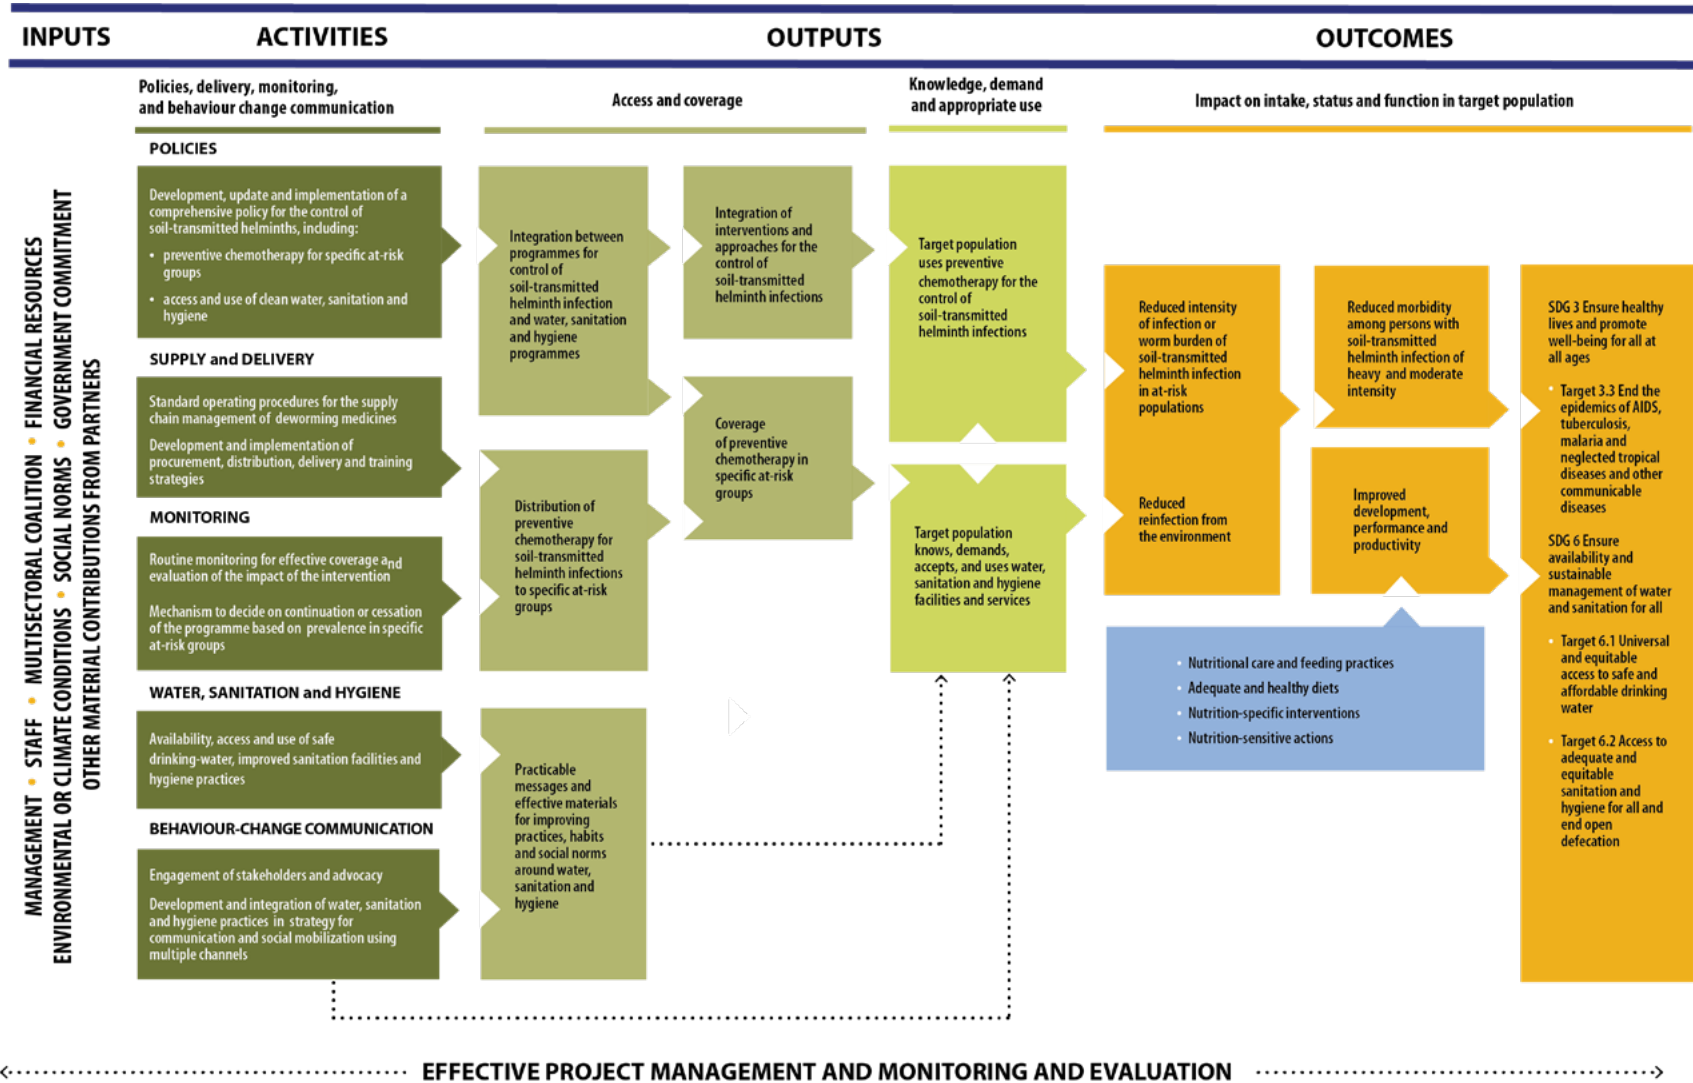 INPUTS
ACTIVITIES
OUTPUTS
OUTCOMES
Policies, delivery, monitoring,
and behaviour change communication
Access and coverage
Knowledge, demand
and appropriate use
Impact on intake, status and function in target population
MANAGEMENT • STAFF • MULTISECTORAL COALITION • FINANCIAL RESOURCES
ENVIRONMENTAL OR CLIMATE CONDITIONS • SOCIAL NORMS • GOVERNMENT COMMITMENT
OTHER MATERIAL CONTRIBUTIONS FROM PARTNERS
POLICIES
Development, update and implementation of a
comprehensive policy for the control of
soil-transmitted helminths, including:
• preventive chemotherapy for specific at-risk
groups
• access and use of clean water, sanitation and
hygiene
SUPPLY and DELIVERY
Standard operating procedures for the supply
chain management of deworming medicines
Development and implementation of
procurement, distribution, delivery and training
strategies
MONITORING
Routine monitoring for effective coverage and
evaluation of the impact of the intervention
Mechanism to decide on continuation or cessation
of the programme based on prevalence in specific
at-risk groups
WATER, SANITATION and HYGIENE
Availability, access and use of safe
drinking-water, improved sanitation facilities and
hygiene practices
BEHAVIOUR-CHANGE COMMUNICATION
Engagement of stakeholders and advocacy
Development and integration of water, sanitation
and hygiene practices in strategy for
communication and social mobilization using
multiple channels
Integration between
programmes for
control of
soil-transmitted
helminth infection
and water, sanitation
and hygiene
programmes
Distribution of
preventive
chemotherapy for
soil-transmitted
helminth infections
to specific at-risk
groups
Practicable
messages and
effective materials
for improving
practices, habits
and social norms
around water,
sanitation and
hygiene
Integration of
interventions and
approaches for the
control of
soil-transmitted
helminth infections
Coverage
of preventive
chemotherapy in
specific at-risk
groups
Target population
uses preventive
chemotherapy for the
control of
soil-transmitted
helminth infections
Target population
knows, demands,
accepts, and uses water,
sanitation and hygiene
facilities and services
Reduced intensity
of infection or
worm burden of
soil-transmitted
helminth infection
in at-risk
populations
Reduced
reinfection from
the environment
Reduced morbidity
among persons with
soil-transmitted
helminth infection of
heavy and moderate
intensity
Improved
development,
performance and
productivity
• Nutritional care and feeding practices
• Adequate and healthy diets
• Nutrition-specific interventions
• Nutrition-sensitive actions
SDG 3 Ensure healthy
lives and promote
well-being for all at
all ages
• Target 3.3 End the
epidemics of AIDS,
tuberculosis,
malaria and
neglected tropical
diseases and other
communicable
diseases
SDG 6 Ensure
availability and
sustainable
management of water
and sanitation for all
• Target 6.1 Universal
and equitable
access to safe and
affordable drinking
water
• Target 6.2 Access to
adequate and
equitable
sanitation and
hygiene for all and
end open
defecation
EFFECTIVE PROJECT MANAGEMENT AND MONITORING AND EVALUATION